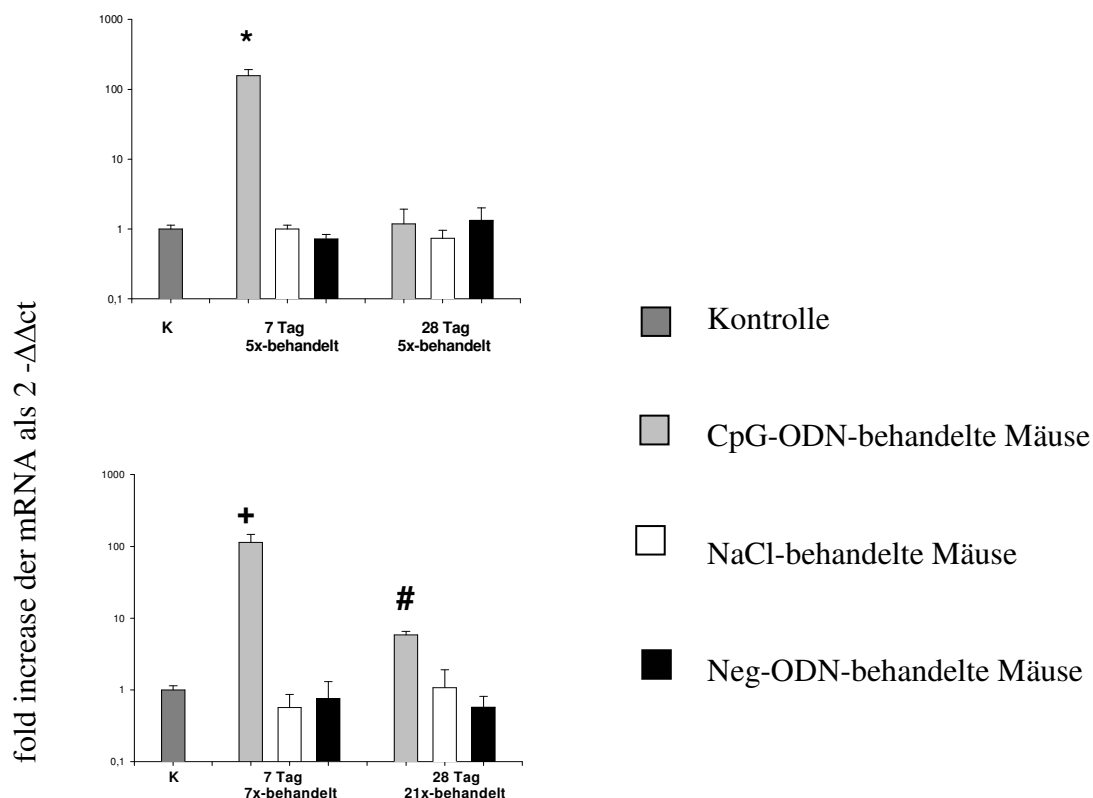 fold increase der mRNA als 2 -ΔΔct
1000
*
100
10
1
0,1
K
7 Tag
5x-behandelt
28 Tag
5x-behandelt
1000
+
100
#
10
1
0,1
K
7 Tag
7x-behandelt
28 Tag
21x-behandelt
Kontrolle
CpG-ODN-behandelte Mäuse
NaCl-behandelte Mäuse
Neg-ODN-behandelte Mäuse